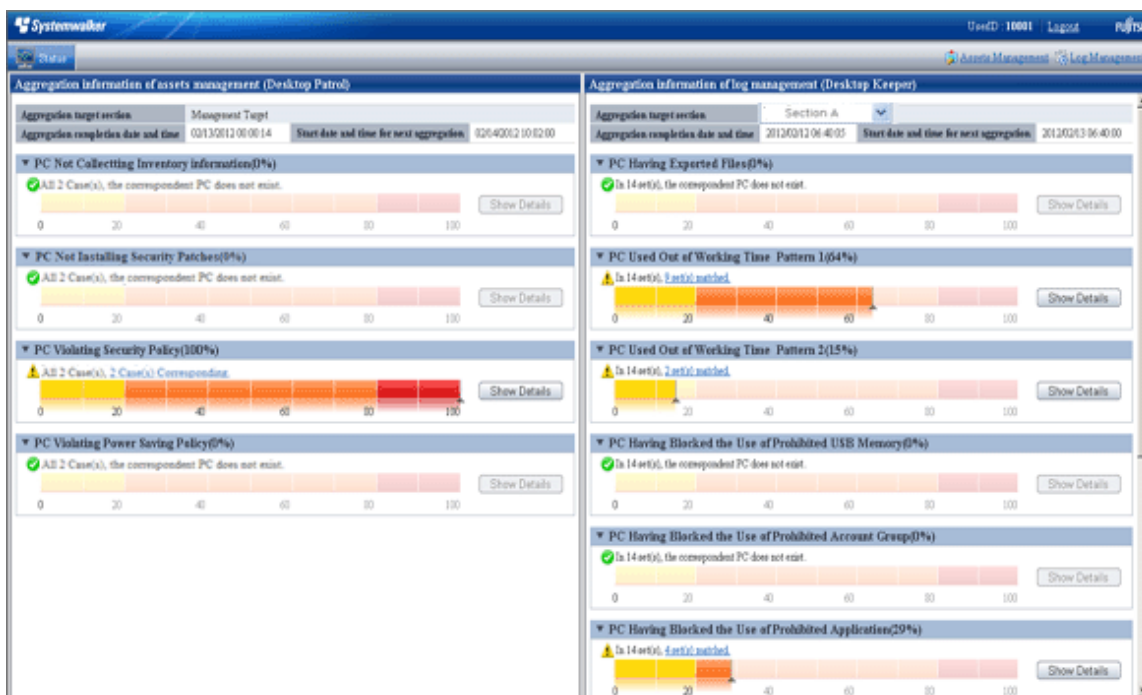 Systemwalker
UserID : 10001 Logout FUJITS
Status
Assets Management Log Managemen
Aggregation information of assets management (Desktop Patrol)
Aggregation target section Management Target
Aggregation completion date and time 02/13/2012 00:00:14 Start date and time for next aggregation 02/14/2012 10:02:00
▼ PC Not Collectting Inventory information(0%)
All 2 Case(s), the correspondent PC does not exist.
Show Details
0 20 40 60 80 100
▼ PC Not Installing Security Patches(0%)
All 2 Case(s), the correspondent PC does not exist.
Show Details
0 20 40 60 80 100
▼ PC Violating Security Policy(100%)
All 2 Case(s), 2 Case(s) Corresponding.
Show Details
0 20 40 60 80 100
▼ PC Violating Power Saving Policy(0%)
All 2 Case(s), the correspondent PC does not exist.
Show Details
0 20 40 60 80 100
Aggregation information of log management (Desktop Keeper)
Aggregation target section Section A
Aggregation completion date and time 2012/02/12 06:40:05 Start date and time for next aggregation 2012/02/13 06:40:00
▼ PC Having Exported Files(0%)
In 14 set(s), the correspondent PC does not exist.
Show Details
0 20 40 60 80 100
▼ PC Used Out of Working Time Pattern 1(64%)
In 14 set(s), 9 set(s) matched.
Show Details
0 20 40 60 80 100
▼ PC Used Out of Working Time Pattern 2(15%)
In 14 set(s), 2 set(s) matched.
Show Details
0 20 40 60 80 100
▼ PC Having Blocked the Use of Prohibited USB Memory(0%)
In 14 set(s), the correspondent PC does not exist.
Show Details
0 20 40 60 80 100
▼ PC Having Blocked the Use of Prohibited Account Group(0%)
In 14 set(s), the correspondent PC does not exist.
Show Details
0 20 40 60 80 100
▼ PC Having Blocked the Use of Prohibited Application(29%)
In 14 set(s), 4 set(s) matched.
Show Details
0 20 40 60 80 100